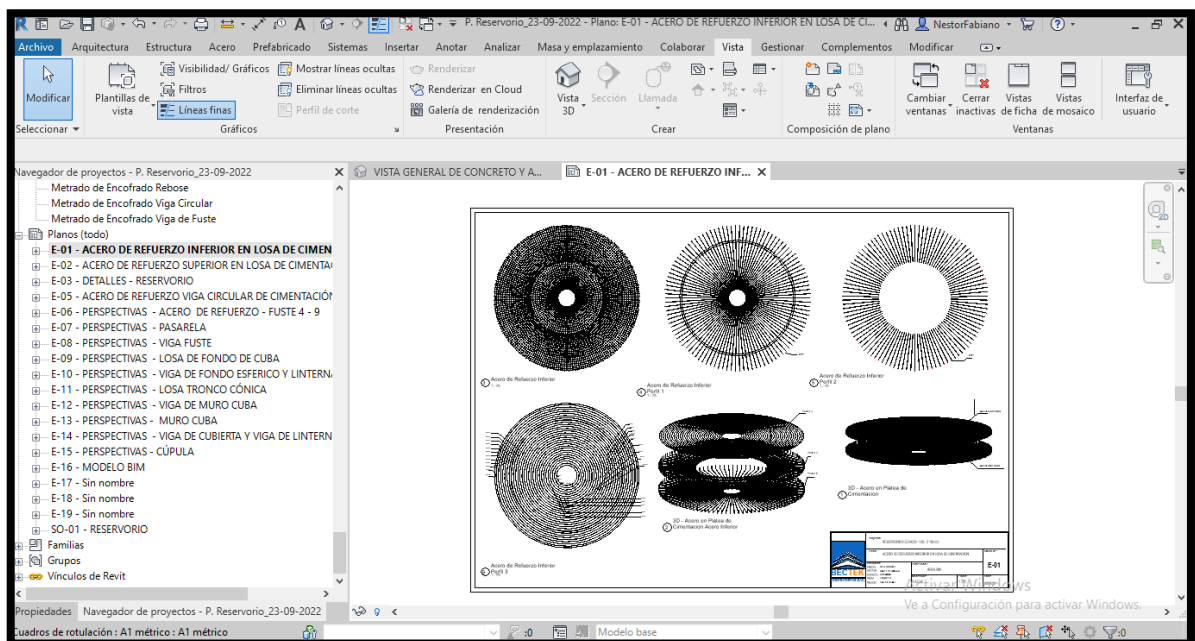 P. Reservorio_23-09-2022 - Plano: E-01 - ACERO DE REFUERZO INFERIOR EN LOSA DE CI...
NestorFabiano
Archivo Arquitectura Estructura Acero Prefabricado Sistemas Insertar Anotar Analizar Masa y emplazamiento Colaborar Vista Gestionar Complementos Modificar
Modificar
Plantillas de vista
Visibilidad/ Gráficos
Filtros
Líneas finas
Mostrar líneas ocultas
Eliminar líneas ocultas
Perfil de corte
Renderizar
Renderizar en Cloud
Galería de renderización
Vista 3D
Sección
Llamada
Cambiar ventanas
Cerrar inactivas
Vistas de ficha
Vistas de mosaico
Interfaz de usuario
Seleccionar Gráficos Presentación Crear Composición de plano Ventanas
Navegador de proyectos - P. Reservorio_23-09-2022
VISTA GENERAL DE CONCRETO Y A...
E-01 - ACERO DE REFUERZO INF...
Metrado de Encofrado Rebose
Metrado de Encofrado Viga Circular
Metrado de Encofrado Viga de Fuste
Planos (todo)
E-01 - ACERO DE REFUERZO INFERIOR EN LOSA DE CIMEN
E-02 - ACERO DE REFUERZO SUPERIOR EN LOSA DE CIMENTA
E-03 - DETALLES - RESERVORIO
E-05 - ACERO DE REFUERZO VIGA CIRCULAR DE CIMENTACIÓN
E-06 - PERSPECTIVAS - ACERO DE REFUERZO - FUSTE 4 - 9
E-07 - PERSPECTIVAS - PASARELA
E-08 - PERSPECTIVAS - VIGA FUSTE
E-09 - PERSPECTIVAS - LOSA DE FONDO DE CUBA
E-10 - PERSPECTIVAS - VIGA DE FONDO ESFERICO Y LINTERN
E-11 - PERSPECTIVAS - LOSA TRONCO CÓNICA
E-12 - PERSPECTIVAS - VIGA DE MURO CUBA
E-13 - PERSPECTIVAS - MURO CUBA
E-14 - PERSPECTIVAS - VIGA DE CUBIERTA Y VIGA DE LINTERN
E-15 - PERSPECTIVAS - CÚPULA
E-16 - MODELO BIM
E-17 - Sin nombre
E-18 - Sin nombre
E-19 - Sin nombre
SO-01 - RESERVORIO
Familias
Grupos
Vínculos de Revit
Acero de Refuerzo Inferior
Acero de Refuerzo Inferior
Perfil 1
Acero de Refuerzo Inferior
Perfil 2
Acero de Refuerzo Inferior
Perfil 3
3D - Acero en Platea de
Cimentacion Acero Inferior
3D - Acero en Platea de
Cimentacion
BECTEK
E-01
Activar Windows
Ve a Configuración para activar Windows.
Propiedades Navegador de proyectos - P. Reservorio_23-09-2022
Cuadros de rotulación : A1 métrico : A1 métrico
:0
Modelo base
:0